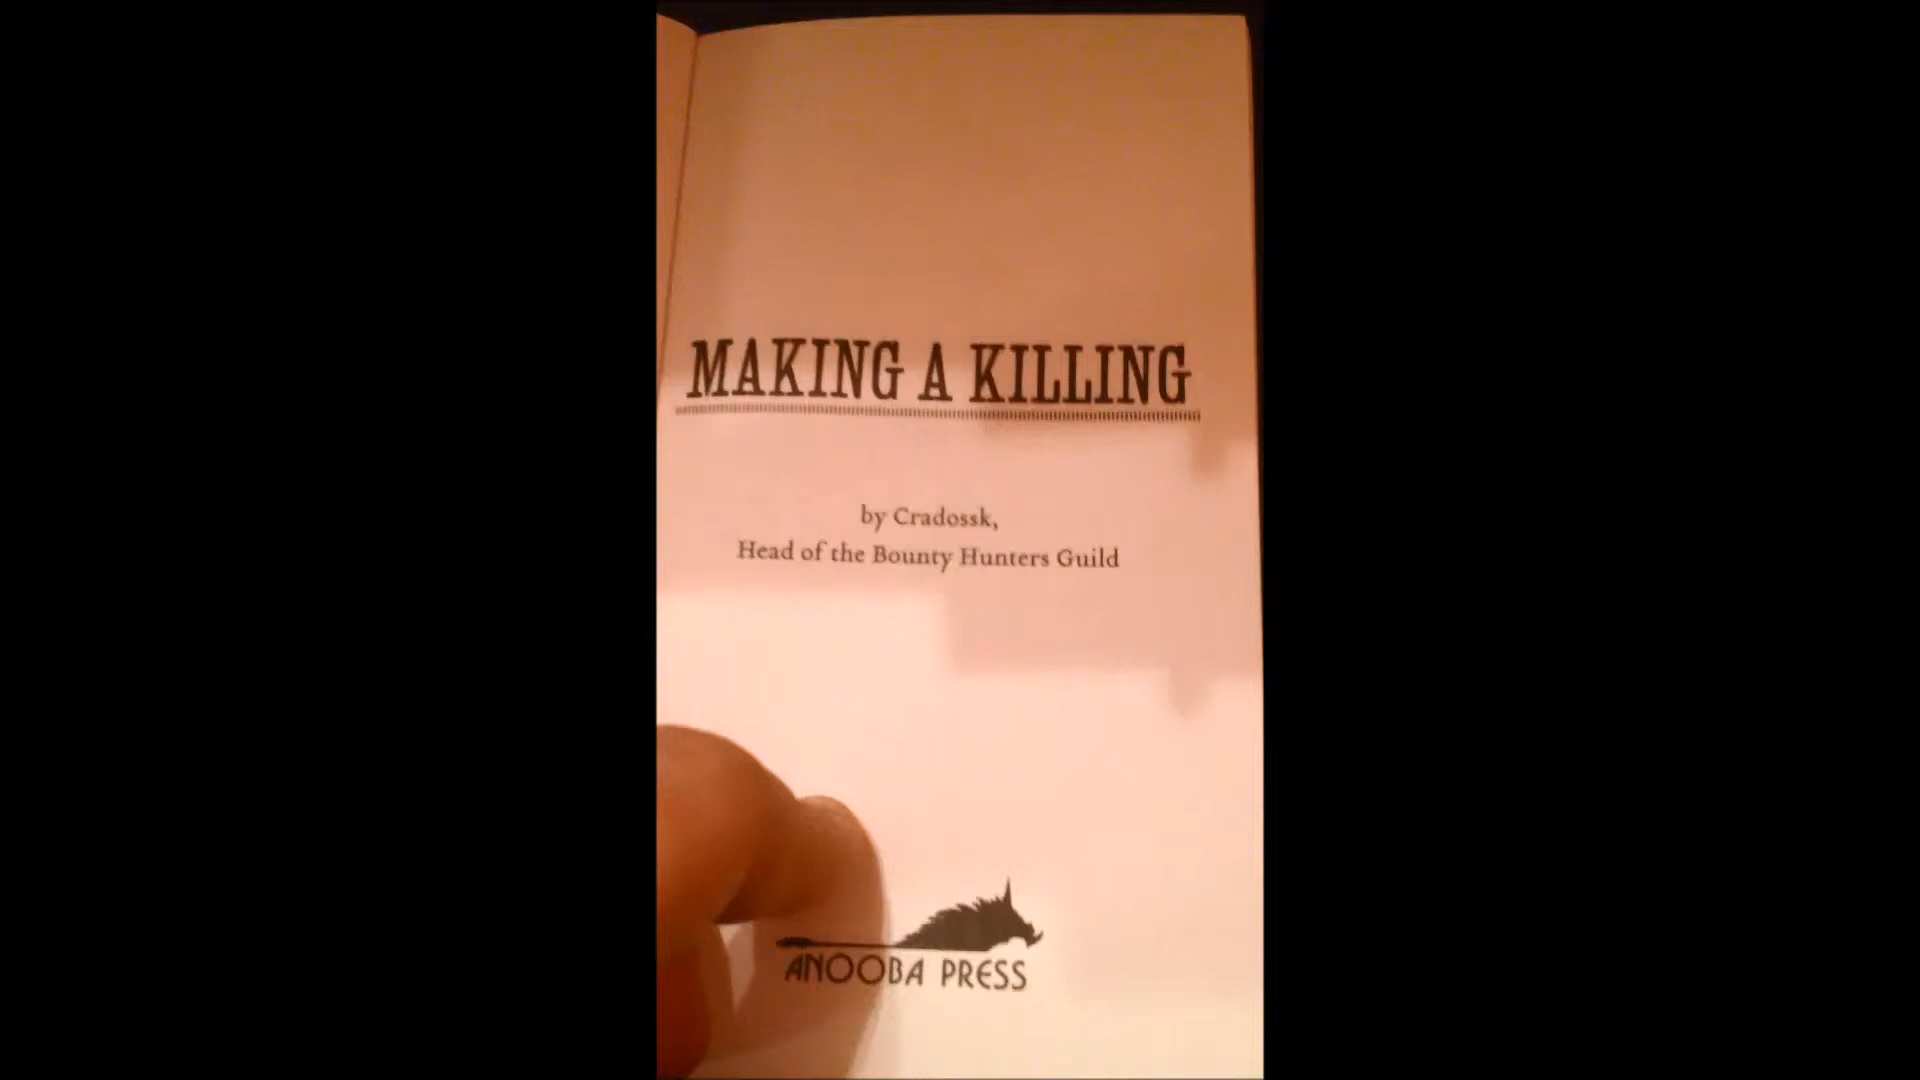 MAKING A KILLING
by Cradossk,
Head of the Bounty Hunters Guild
ANOOBA PRESS